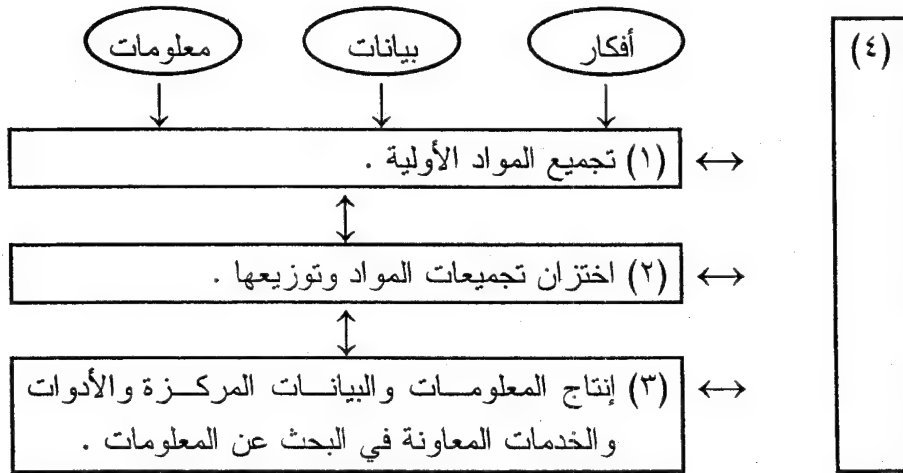 أفكار
بيانات
معلومات
(٤)
(١) تجميع المواد الأولية .
(٢) اختزان تجميعات المواد وتوزيعها .
(٣) إنتاج المعلومات والبيانات المركزة والأدوات
والخدمات المعاونة في البحث عن المعلومات .